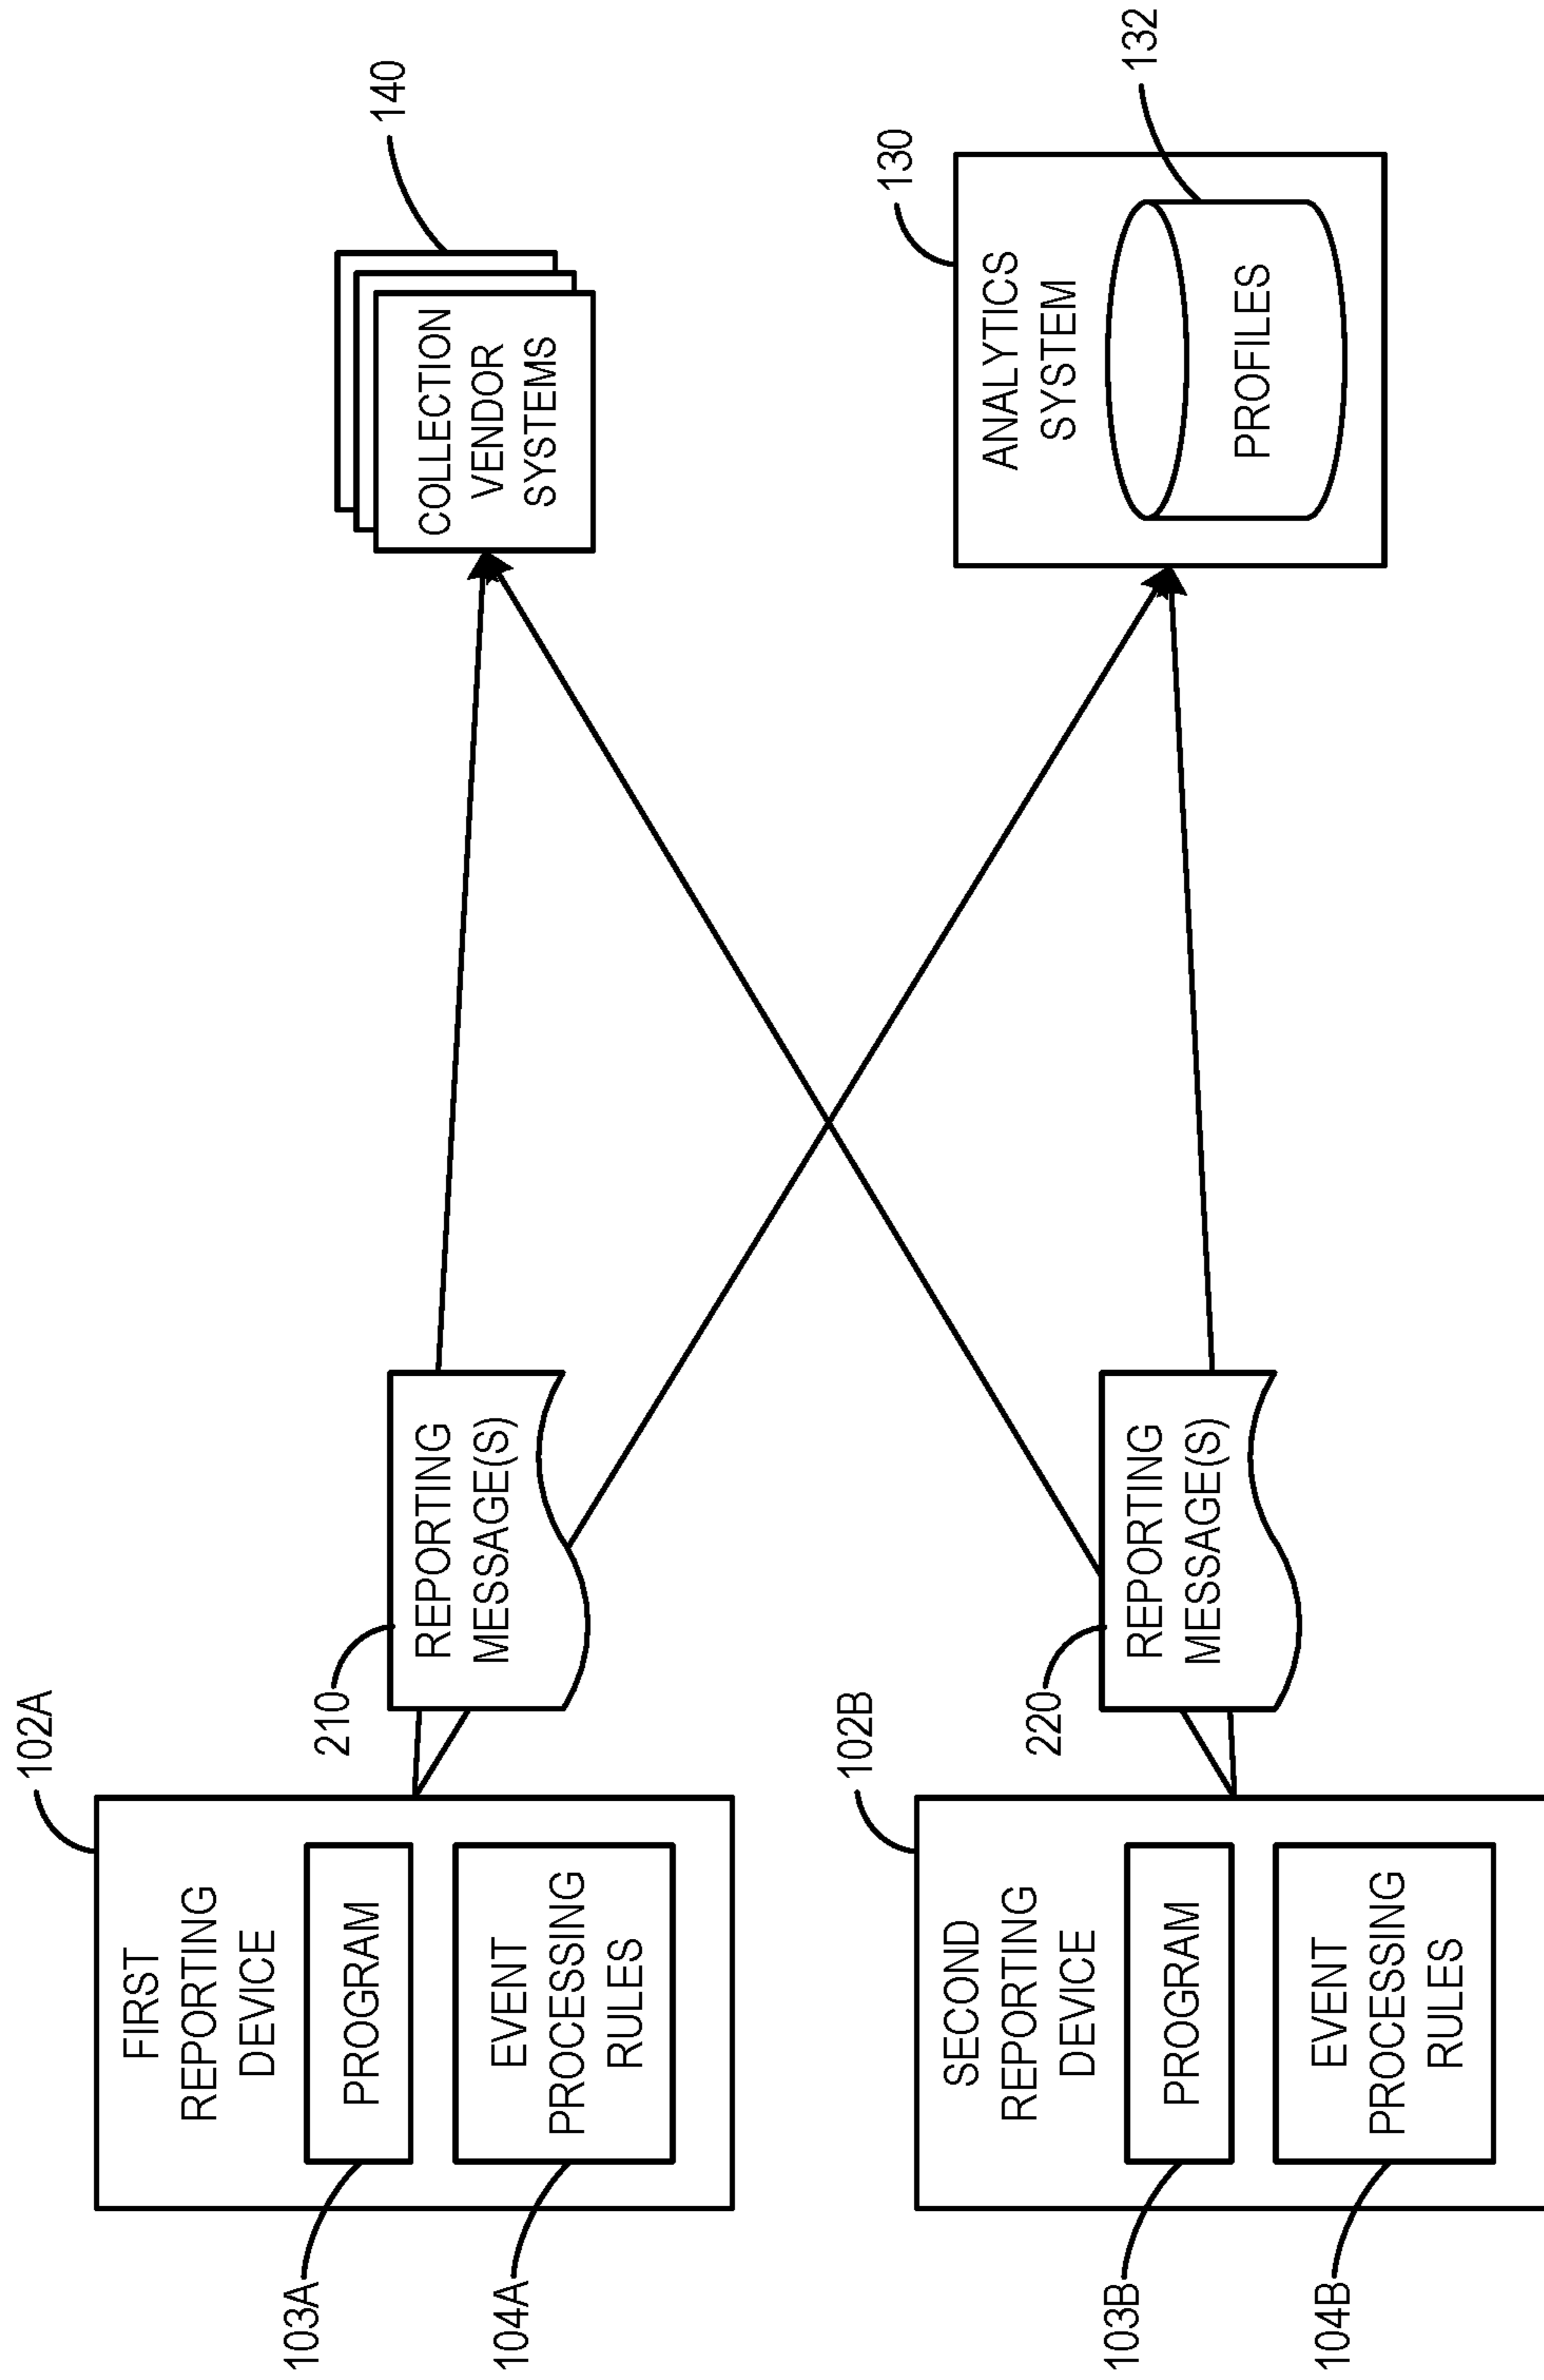 102A
FIRST
REPORTING
DEVICE
103A
PROGRAM
104A
EVENT
PROCESSING
RULES
210
REPORTING
MESSAGE(S)
140
COLLECTION
VENDOR
SYSTEMS
102B
SECOND
REPORTING
DEVICE
103B
PROGRAM
104B
EVENT
PROCESSING
RULES
220
REPORTING
MESSAGE(S)
130
ANALYTICS
SYSTEM
132
PROFILES